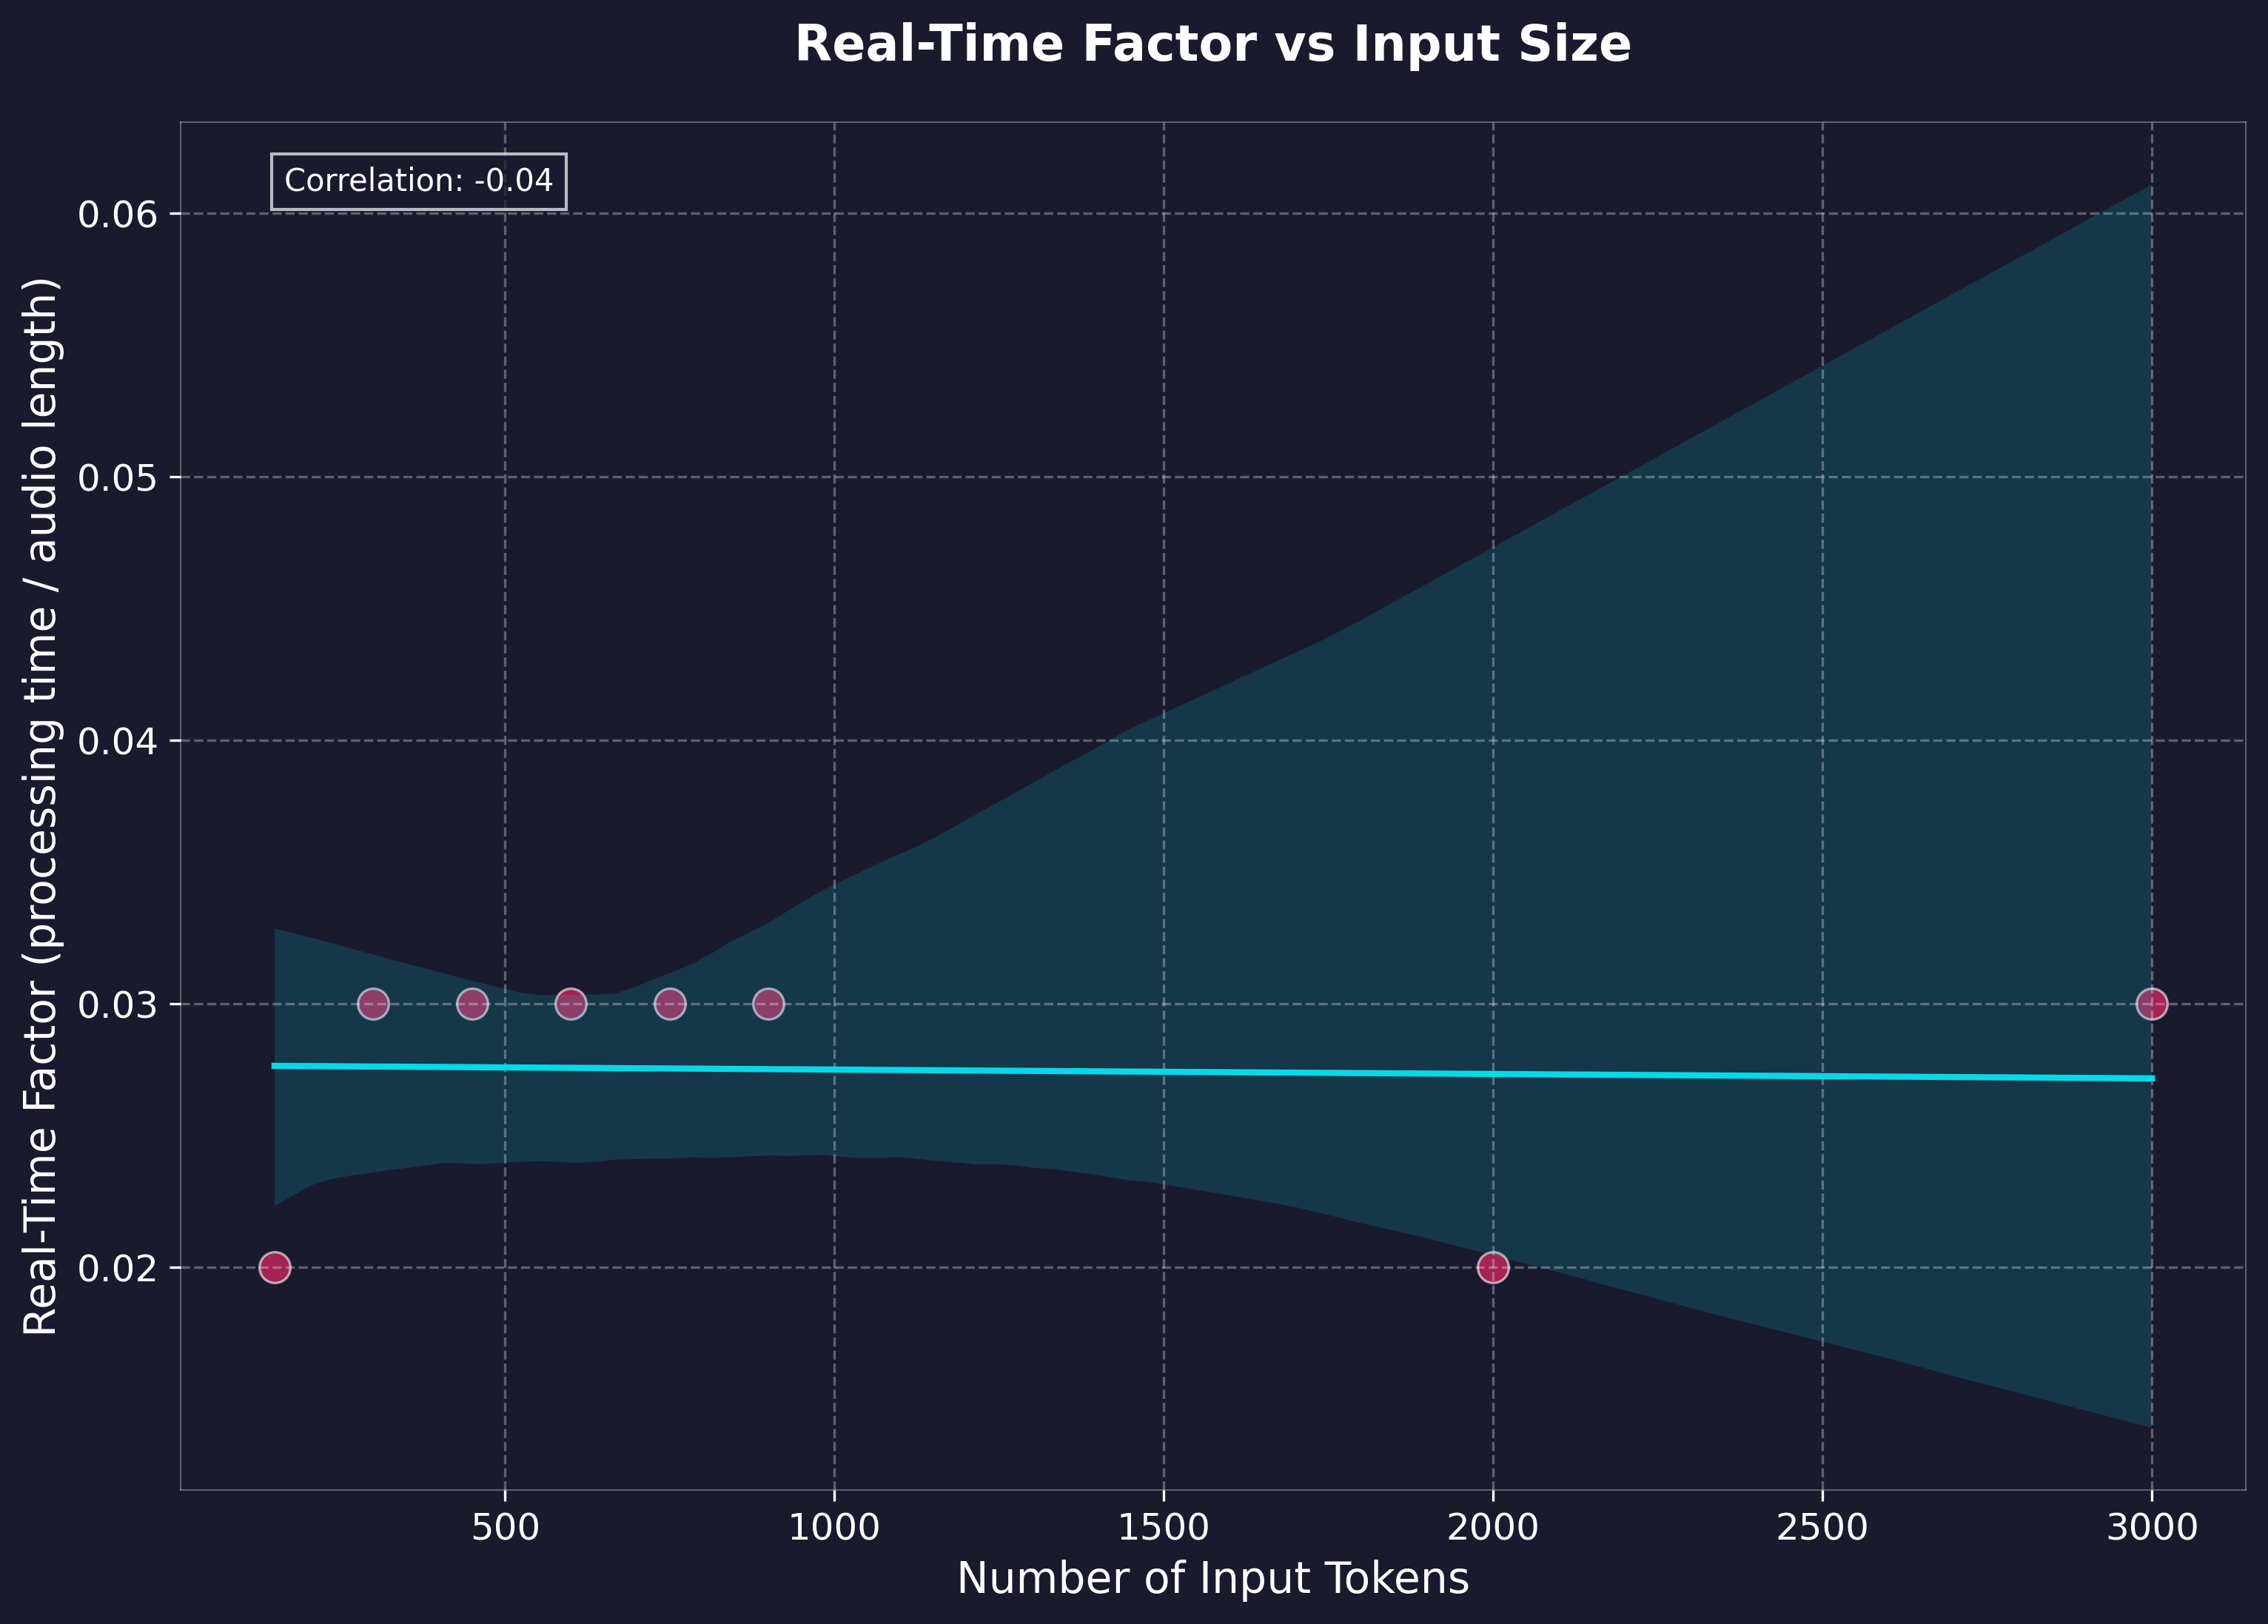 Real-Time Factor vs Input Size
Correlation: -0.04
Real-Time Factor (processing time / audio length)
0.06
0.05
0.04
0.03
0.02
500 1000 1500 2000 2500 3000
Number of Input Tokens